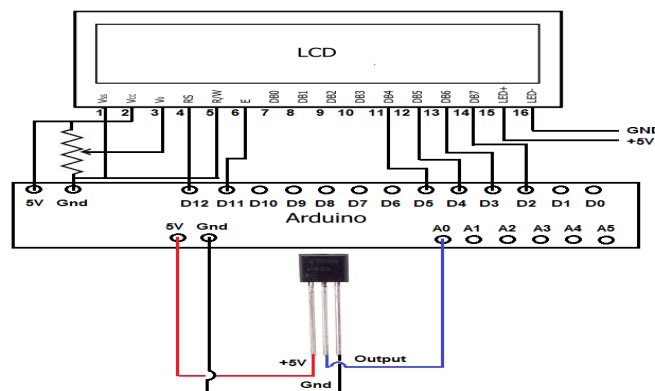 LCD
Vss Vcc Vo RS R/W E DB0 DB1 DB2 DB3 DB4 DB5 DB6 DB7 LED+ LED-
1 2 3 4 5 6 7 8 9 10 11 12 13 14 15 16
GND
+5V
5V Gnd D12 D11 D10 D9 D8 D7 D6 D5 D4 D3 D2 D1 D0
Arduino
5V Gnd A0 A1 A2 A3 A4 A5
+5V Output
Gnd